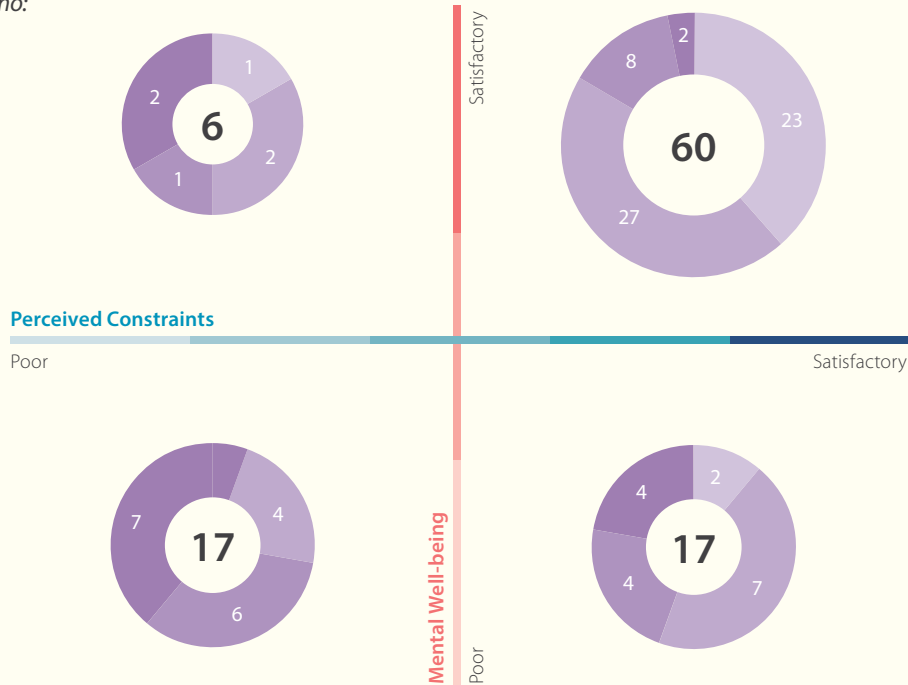 no:
1
2
1
2
6
Satisfactory
2
8
23
27
60
Perceived Constraints
Poor
Satisfactory
4
6
7
17
Mental Well-being
Poor
2
7
4
4
17